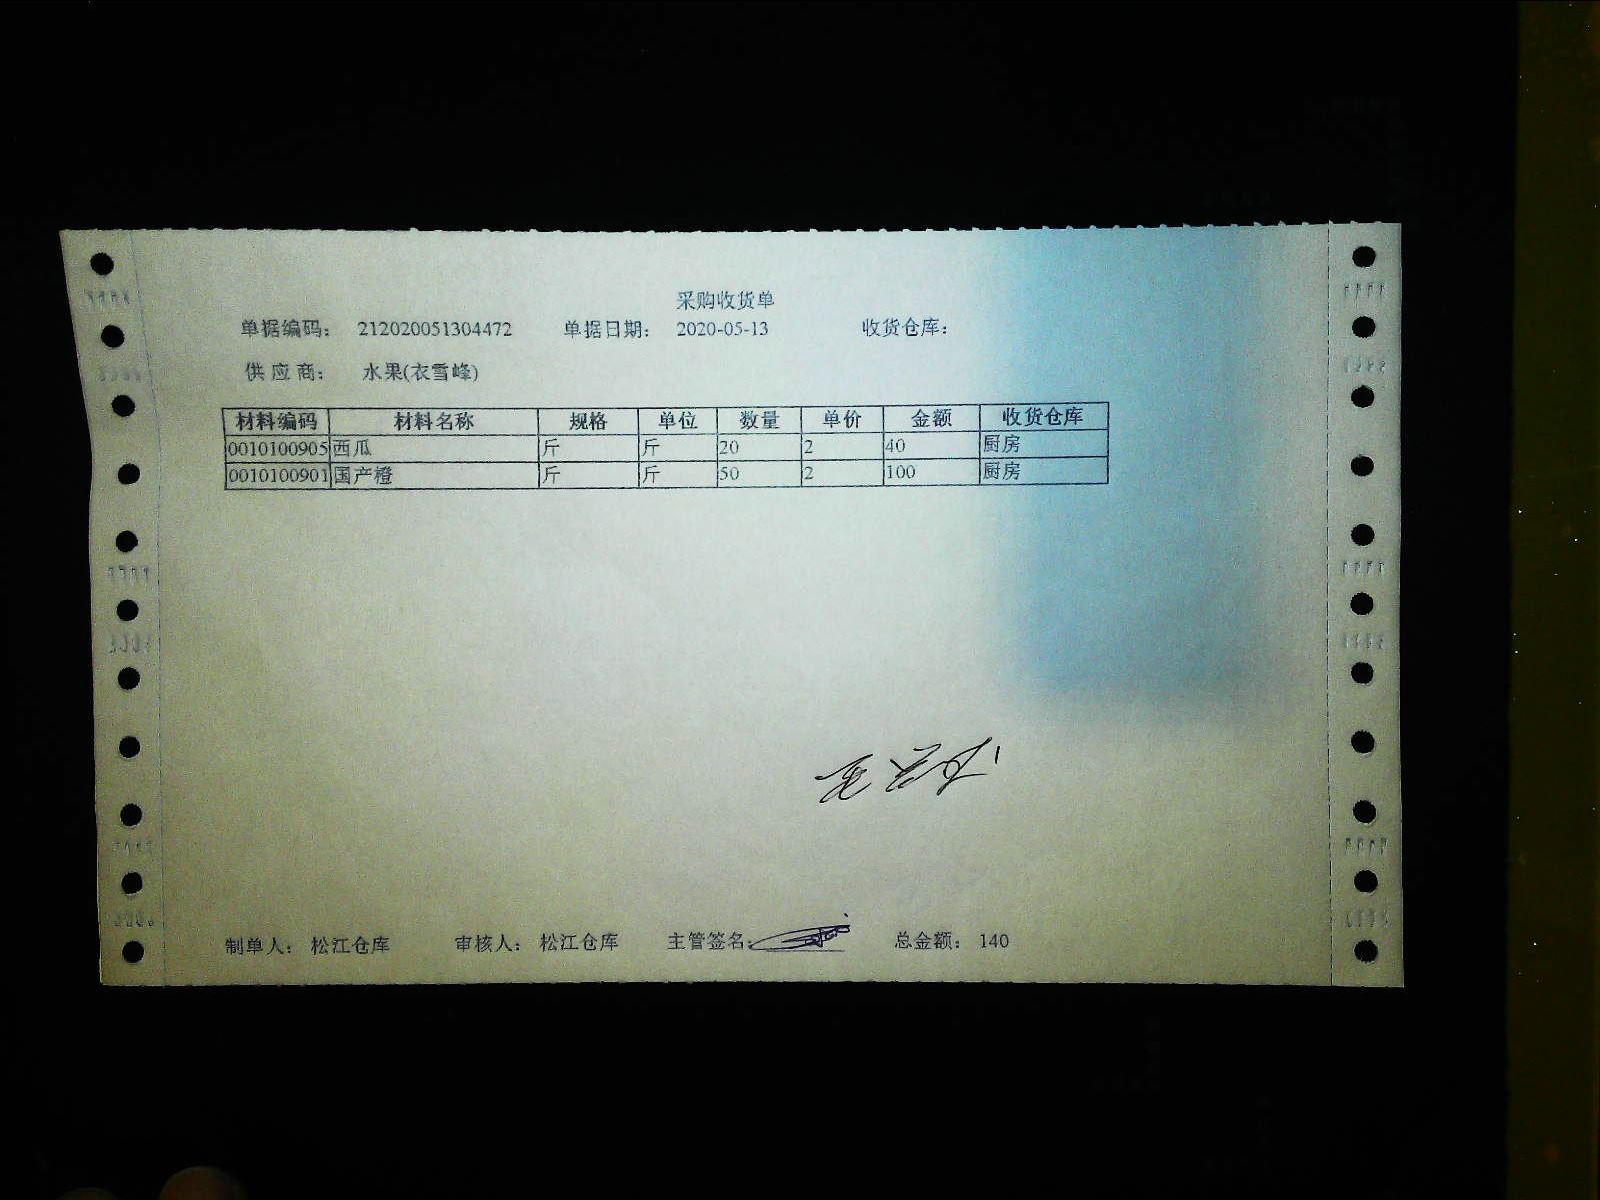 采购收货单
单据编码： 212020051304472 单据日期： 2020-05-13 收货仓库：
供应商： 水果(衣雪峰)
材料编码 材料名称 规格 单位 数量 单价 金额 收货仓库
0010100905 西瓜 斤 斤 20 2 40 厨房
0010100901 国产橙 斤 斤 50 2 100 厨房
制单人： 松江仓库 审核人： 松江仓库 主管签名： 总金额： 140